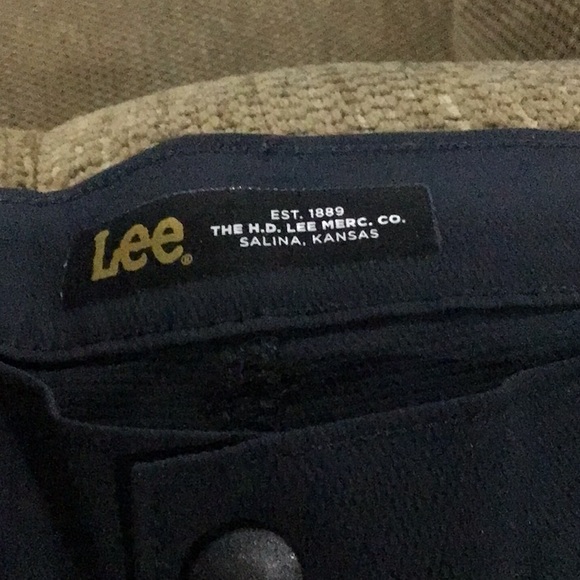 Lee®
EST. 1889
THE H.D. LEE MERC. CO.
SALINA, KANSAS